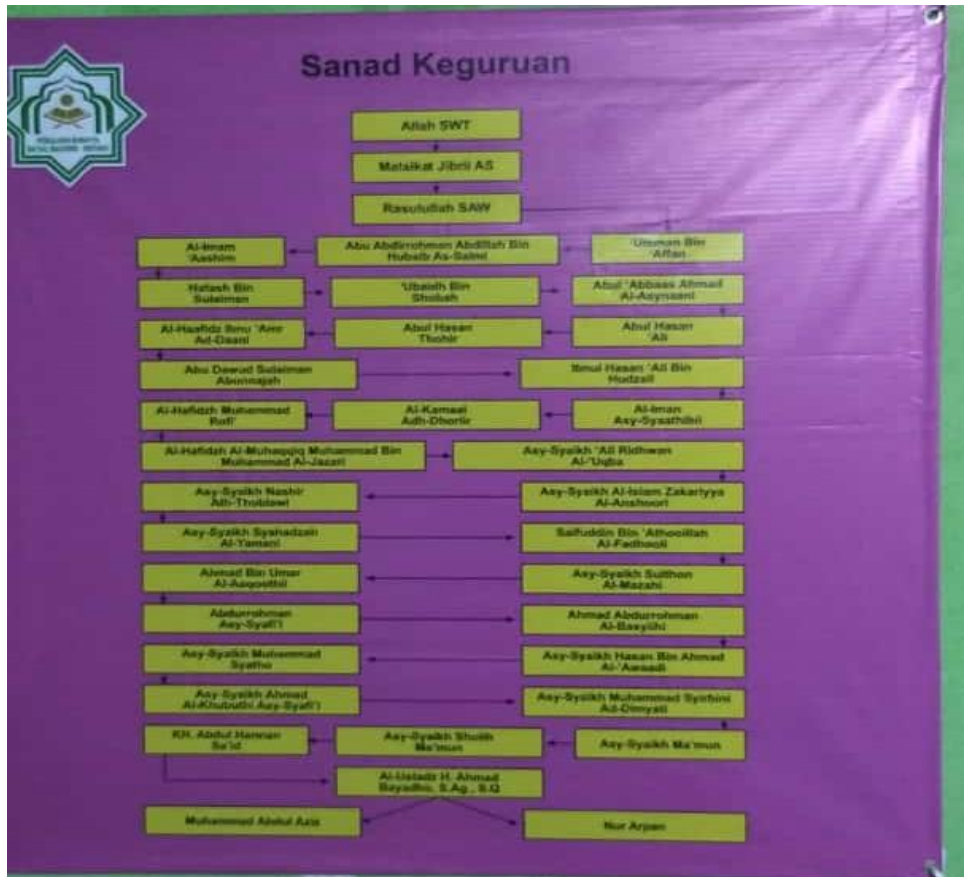 Sanad Keguruan
Allah SWT
Malaikat Jibril AS
Rasulullah SAW
'Utsman Bin
'Affan
Abu Abdirrohman Abdillah Bin
Hubaib As-Salmi
Al-Imam
'Aashim
Hafash Bin
Sulaiman
'Ubaidh Bin
Shobah
Abul 'Abbaas Ahmad
Al-Asynaani
Abul Hasan
'Ali
Abul Hasan
Thohir
Al-Haafidz Ibnu 'Amr
Ad-Daani
Abu Dawud Sulaiman
Abunnajah
Ibnul Hasan 'Ali Bin
Hudzail
Al-Iman
Asy-Syaathibi
Al-Kamaal
Adh-Dhoriir
Al-Hafidzh Muhammad
Rofi'
Al-Hafidzh Al-Muhaqqiq Muhammad Bin
Muhammad Al-Jazari
Asy-Syaikh 'Ali Ridhwan
Al-'Uqba
Asy-Syaikh Al-Islam Zakariyya
Al-Anshoori
Asy-Syaikh Nashir
Ath-Thoblawi
Asy-Syaikh Syahadzain
Al-Yamani
Saifuddin Bin 'Athooillah
Al-Fadhooli
Asy-Syaikh Sulthon
Al-Mazahi
Ahmad Bin Umar
Al-Asqoothii
Abdurrohman
Asy-Syafi'i
Ahmad Abdurrohman
Al-Basyiihi
Asy-Syaikh Hasan Bin Ahmad
Al-'Awaadi
Asy-Syaikh Muhammad
Syatho
Asy-Syaikh Ahmad
Al-Khubuthi Asy-Syafi'i
Asy-Syaikh Muhammad Syirbini
Ad-Dimyati
Asy-Syaikh Ma'mun
Asy-Syaikh Sholih
Ma'mun
KH. Abdul Hannan
Sa'id
Al-Ustadz H. Ahmad
Bayadho, S.Ag., S.Q
Muhammad Abdul Aziz
Nur Arpan